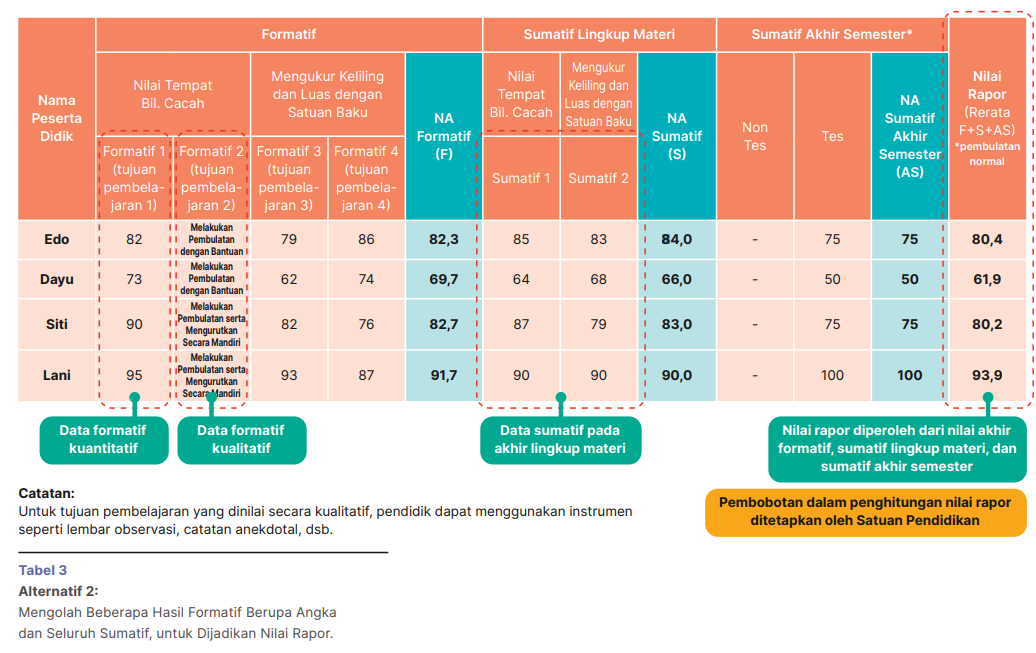 Nama
Peserta
Didik
Formatif
Sumatif Lingkup Materi
Sumatif Akhir Semester*
Nilai
Rapor
(Rerata
F+S+AS)
*pembulatan
normal
Nilai Tempat
Bil. Cacah
Mengukur Keliling
dan Luas dengan
Satuan Baku
NA
Formatif
(F)
Nilai
Tempat
Bil. Cacah
Mengukur
Keliling dan
Luas dengan
Satuan Baku
NA
Sumatif
(S)
Non
Tes
Tes
NA
Sumatif
Akhir
Semester
(AS)
Formatif 1
(tujuan
pembela-
jaran 1)
Formatif 2
(tujuan
pembela-
jaran 2)
Formatif 3
(tujuan
pembela-
jaran 3)
Formatif 4
(tujuan
pembela-
jaran 4)
Sumatif 1
Sumatif 2
Edo
82
Melakukan
Pembulatan
dengan Bantuan
79
86
82,3
85
83
84,0
-
75
75
80,4
Dayu
73
Melakukan
Pembulatan
dengan Bantuan
62
74
69,7
64
68
66,0
-
50
50
61,9
Siti
90
Melakukan
Pembulatan serta
Mengurutkan
Secara Mandiri
82
76
82,7
87
79
83,0
-
75
75
80,2
Lani
95
Melakukan
Pembulatan serta
Mengurutkan
Secara Mandiri
93
87
91,7
90
90
90,0
-
100
100
93,9
Data formatif
kuantitatif
Data formatif
kualitatif
Data sumatif pada
akhir lingkup materi
Nilai rapor diperoleh dari nilai akhir
formatif, sumatif lingkup materi, dan
sumatif akhir semester
Pembobotan dalam penghitungan nilai rapor
ditetapkan oleh Satuan Pendidikan
Catatan:
Untuk tujuan pembelajaran yang dinilai secara kualitatif, pendidik dapat menggunakan instrumen
seperti lembar observasi, catatan anekdotal, dsb.
Tabel 3
Alternatif 2:
Mengolah Beberapa Hasil Formatif Berupa Angka
dan Seluruh Sumatif, untuk Dijadikan Nilai Rapor.